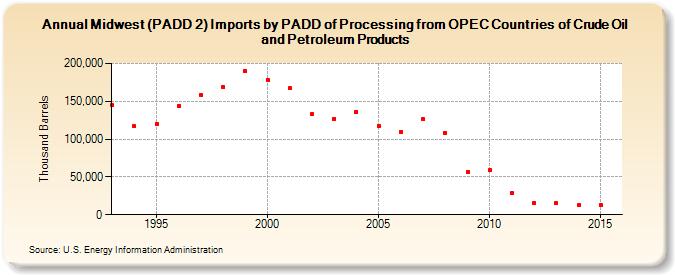 Annual Midwest (PADD 2) Imports by PADD of Processing from OPEC Countries of Crude Oil
and Petroleum Products
Thousand Barrels
200,000
150,000
100,000
50,000
0
1995
2000
2005
2010
2015
Source: U.S. Energy Information Administration